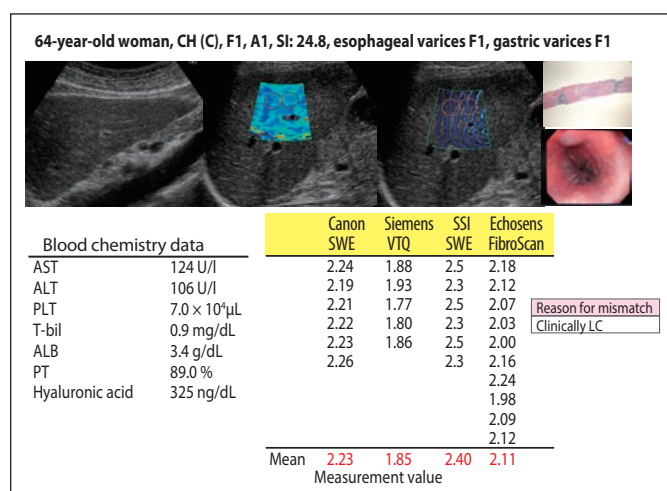 64-year-old woman, CH (C), F1, A1, SI: 24.8, esophageal varices F1, gastric varices F1
Blood chemistry data
AST 124 U/l
ALT 106 U/l
PLT 7.0 × 10⁴μL
T-bil 0.9 mg/dL
ALB 3.4 g/dL
PT 89.0 %
Hyaluronic acid 325 ng/dL
Canon Siemens SSI Echosens
SWE VTQ SWE FibroScan
2.24 1.88 2.5 2.18
2.19 1.93 2.3 2.12
2.21 1.77 2.5 2.07
2.22 1.80 2.3 2.03
2.23 1.86 2.5 2.00
2.26 2.3 2.16
2.24
1.98
2.09
2.12
Mean 2.23 1.85 2.40 2.11
Measurement value
Reason for mismatch
Clinically LC